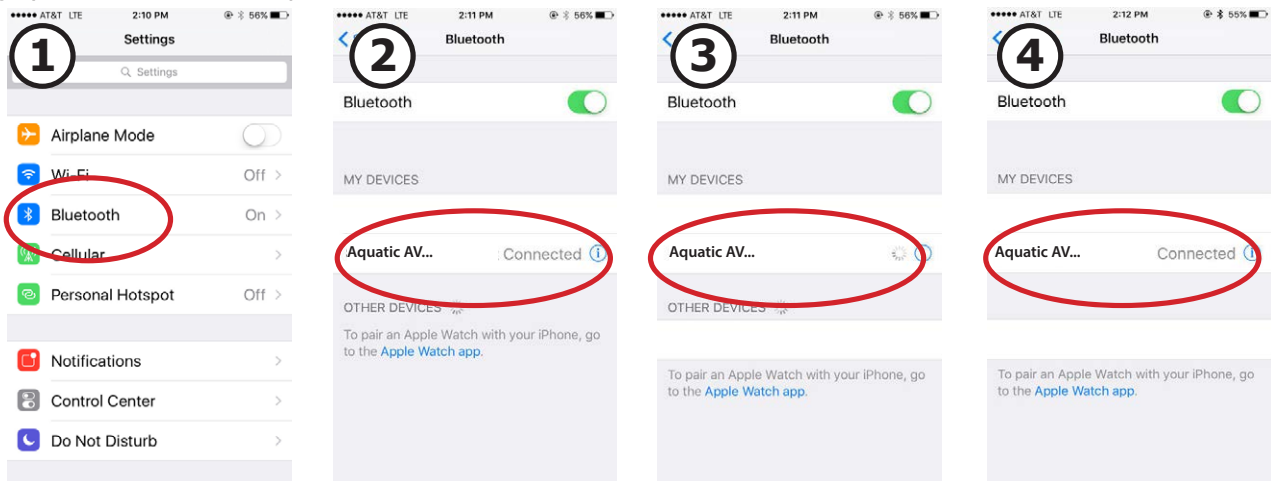 1
●●●●● AT&T LTE 2:10 PM 56%
Settings
Settings
Airplane Mode
Wi-Fi Off >
Bluetooth On >
Cellular >
Personal Hotspot Off >
Notifications >
Control Center >
Do Not Disturb >
2
●●●●● AT&T LTE 2:11 PM 56%
Bluetooth
Bluetooth
MY DEVICES
Aquatic AV... Connected i
OTHER DEVICES
To pair an Apple Watch with your iPhone, go
to the Apple Watch app.
3
●●●●● AT&T LTE 2:11 PM 56%
Bluetooth
Bluetooth
MY DEVICES
Aquatic AV...
OTHER DEVICES
To pair an Apple Watch with your iPhone, go
to the Apple Watch app.
4
●●●●● AT&T LTE 2:12 PM 55%
Bluetooth
Bluetooth
MY DEVICES
Aquatic AV... Connected
To pair an Apple Watch with your iPhone, go
to the Apple Watch app.